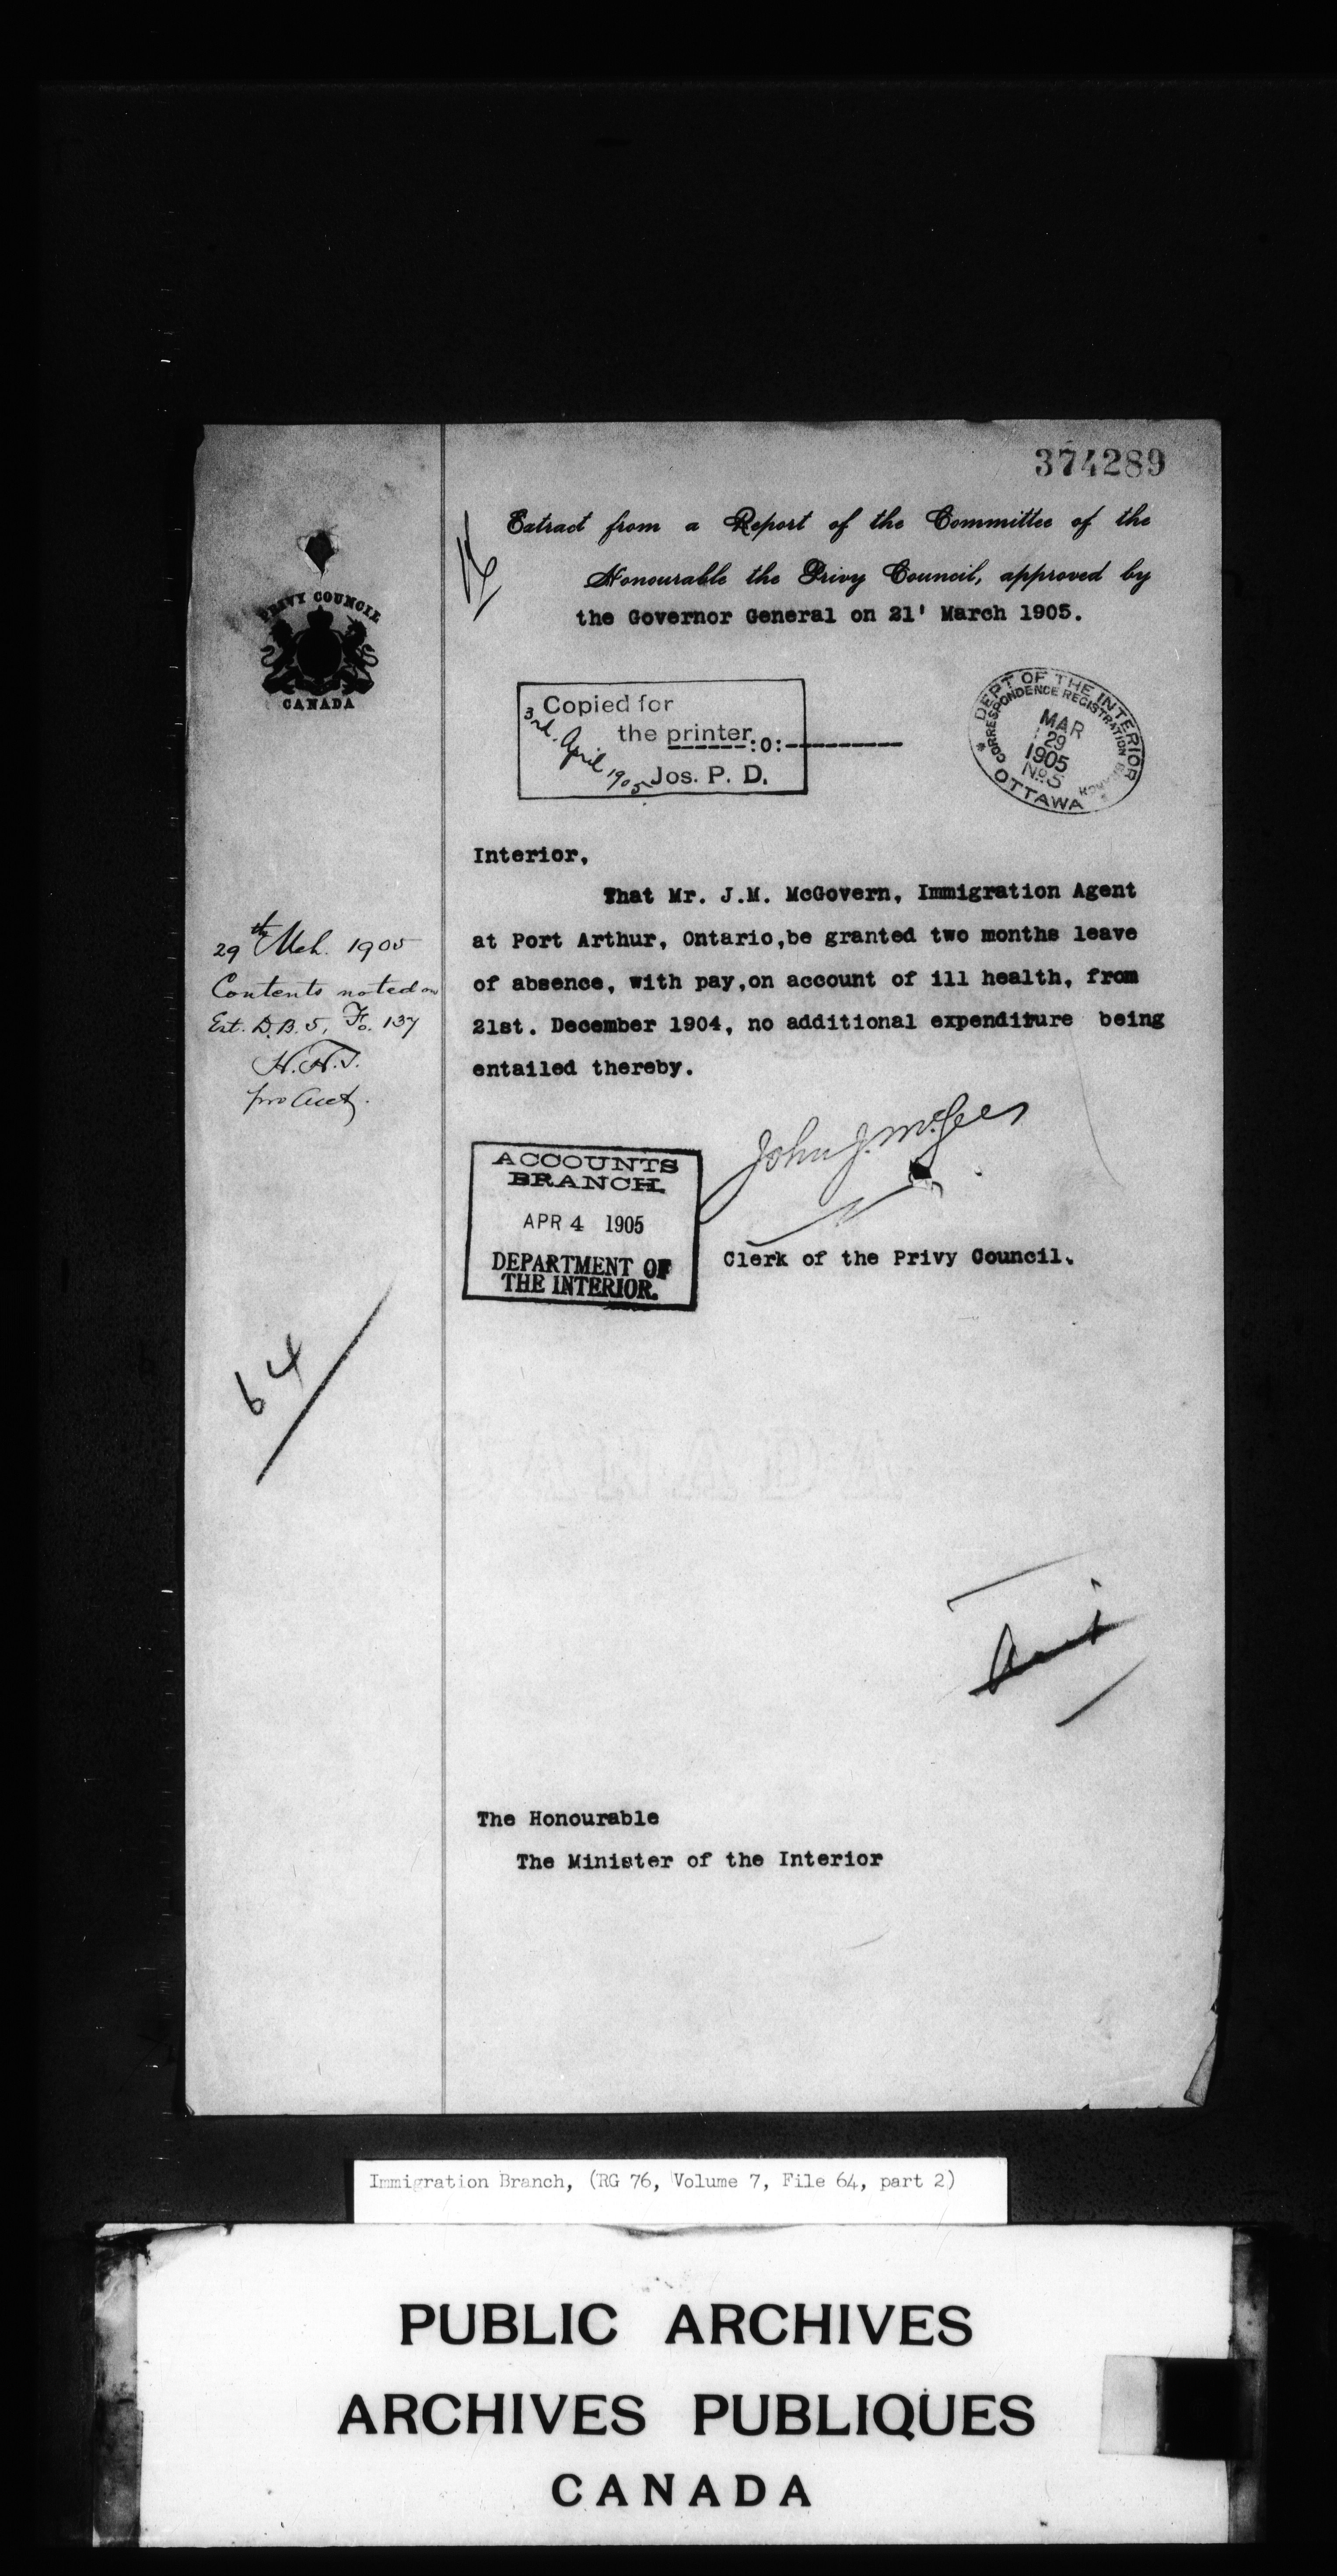 374289
Extract from a Report of the Committee of the
Honourable the Privy Council, approved by
the Governor General on 21' March 1905.
PRIVY COUNCIL
CANADA
Copied for
the printer.
3rd. April 1905
Jos. P. D.
-----:0:----------
DEPT OF THE INTERIOR
CORRESPONDENCE REGISTRATION BRANCH
MAR
29
1905
No. 5
OTTAWA
Interior,
That Mr. J.M. McGovern, Immigration Agent
at Port Arthur, Ontario,be granted two months leave
of absence, with pay,on account of ill health, from
21st. December 1904, no additional expenditure being
entailed thereby.
29th Mch. 1905
Contents noted on
Est. D.B. 5, Fo. 137
H.H.T.
pro Acct.
John J. McGee
Clerk of the Privy Council.
ACCOUNTS
BRANCH.
APR 4 1905
DEPARTMENT OF
THE INTERIOR.
64
The Honourable
The Minister of the Interior
Immigration Branch, (RG 76, Volume 7, File 64, part 2)
PUBLIC ARCHIVES
ARCHIVES PUBLIQUES
CANADA